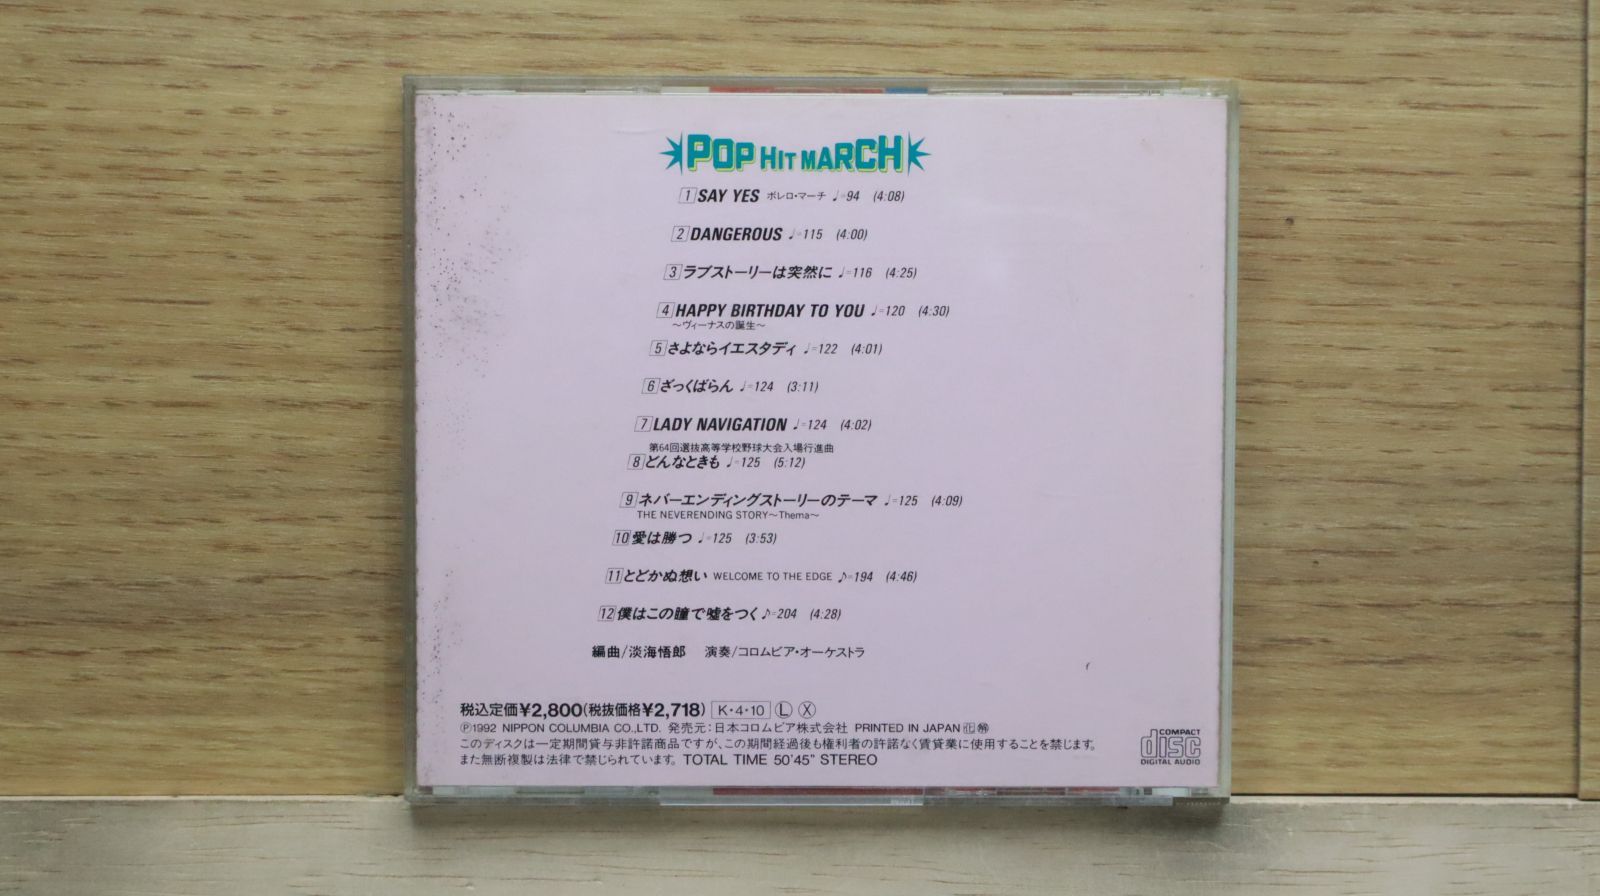 POP HIT MARCH
1 SAY YES ボレロ・マーチ ♩=94 (4:08)
2 DANGEROUS ♩=115 (4:00)
3 ラブストーリーは突然に ♩=116 (4:25)
4 HAPPY BIRTHDAY TO YOU ♩=120 (4:30)
〜ヴィーナスの誕生〜
5 さよならイエスタデイ ♩=122 (4:01)
6 ざっくばらん ♩=124 (3:11)
7 LADY NAVIGATION ♩=124 (4:02)
第64回選抜高等学校野球大会入場行進曲
8 どんなときも ♩=125 (5:12)
9 ネバーエンディングストーリーのテーマ ♩=125 (4:09)
THE NEVERENDING STORY〜Thema〜
10 愛は勝つ ♩=125 (3:53)
11 とどかぬ想い WELCOME TO THE EDGE ♪=194 (4:46)
12 僕はこの瞳で嘘をつく ♪=204 (4:28)
編曲/淡海悟郎 演奏/コロムビア・オーケストラ
税込定価¥2,800(税抜価格¥2,718) K・4・10 Ⓛ Ⓧ
Ⓟ1992 NIPPON COLUMBIA CO.,LTD. 発売元:日本コロムビア株式会社 PRINTED IN JAPAN
このディスクは一定期間貸与非許諾商品ですが、この期間経過後も権利者の許諾なく賃貸業に使用することを禁じます。
また無断複製は法律で禁じられています。 TOTAL TIME 50'45" STEREO
COMPACT
disc
DIGITAL AUDIO